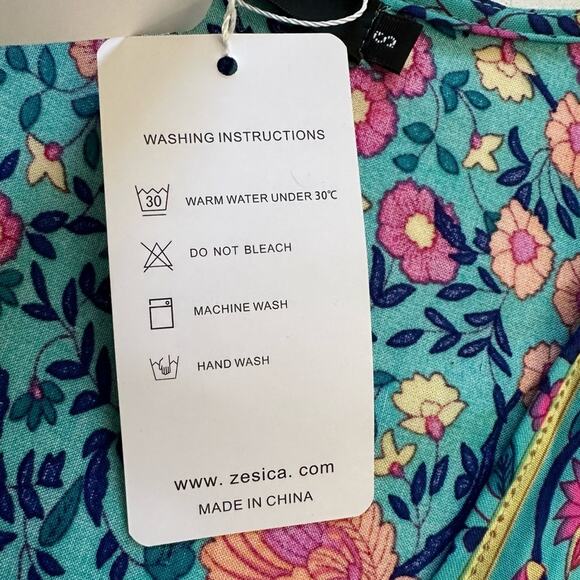 S
WASHING INSTRUCTIONS
30 WARM WATER UNDER 30℃
DO NOT BLEACH
MACHINE WASH
HAND WASH
www. zesica. com
MADE IN CHINA